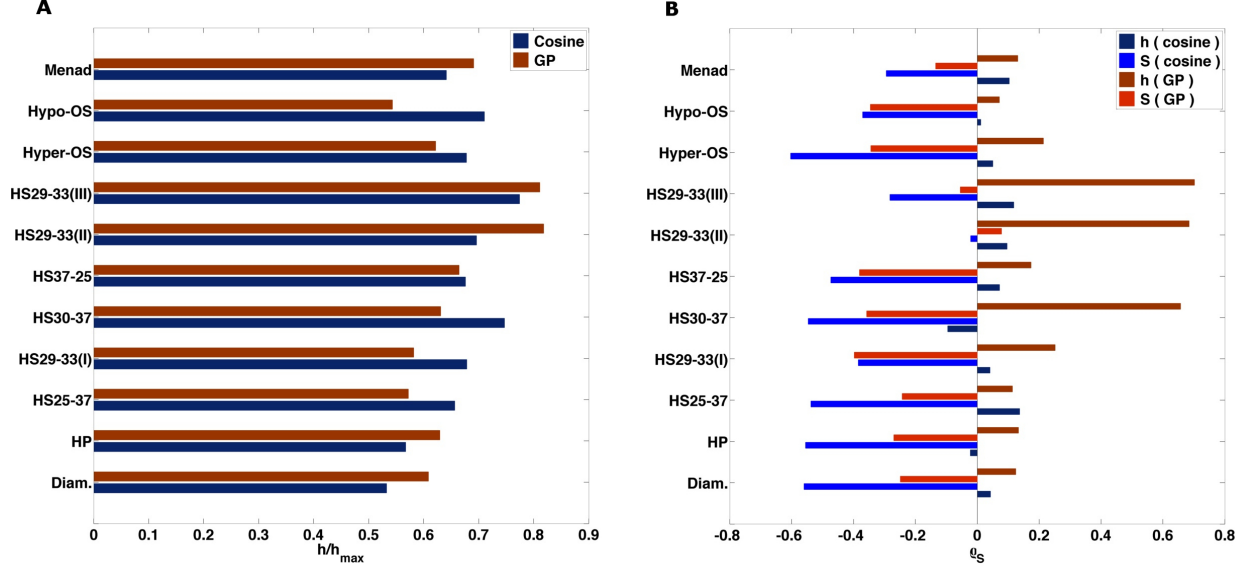 A
Cosine
GP
Menad
Hypo-OS
Hyper-OS
HS29-33(III)
HS29-33(II)
HS37-25
HS30-37
HS29-33(I)
HS25-37
HP
Diam.
0 0.1 0.2 0.3 0.4 0.5 0.6 0.7 0.8 0.9
h/hmax
B
h ( cosine )
S ( cosine )
h ( GP )
S ( GP )
Menad
Hypo-OS
Hyper-OS
HS29-33(III)
HS29-33(II)
HS37-25
HS30-37
HS29-33(I)
HS25-37
HP
Diam.
-0.8 -0.6 -0.4 -0.2 0 0.2 0.4 0.6 0.8
ϱS